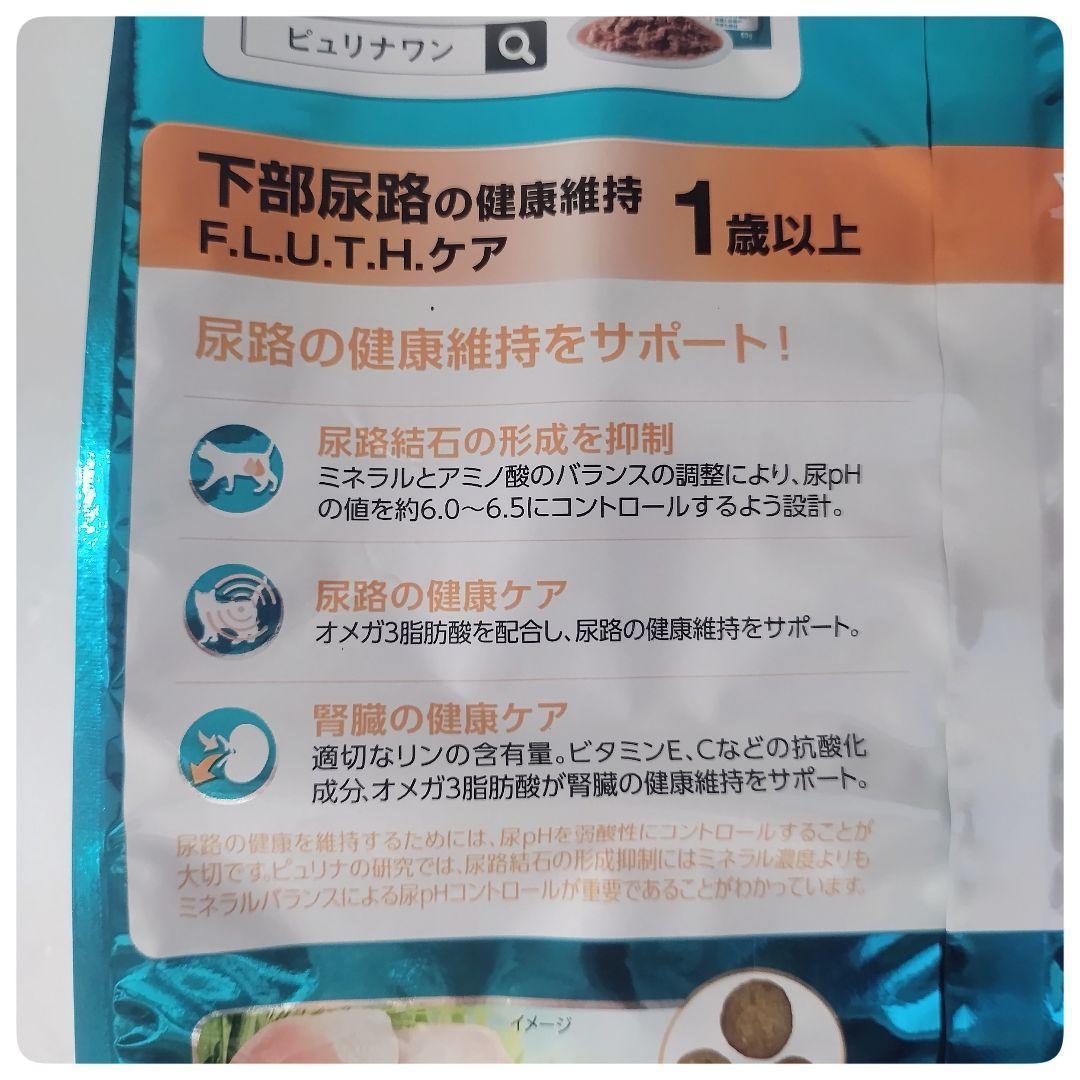 ピュリナワン
下部尿路の健康維持
F.L.U.T.H.ケア
1歳以上
尿路の健康維持をサポート!
尿路結石の形成を抑制
ミネラルとアミノ酸のバランスの調整により、尿pH
の値を約6.0〜6.5にコントロールするよう設計。
尿路の健康ケア
オメガ3脂肪酸を配合し、尿路の健康維持をサポート。
腎臓の健康ケア
適切なリンの含有量。ビタミンE、Cなどの抗酸化
成分、オメガ3脂肪酸が腎臓の健康維持をサポート。
尿路の健康を維持するためには、尿pHを弱酸性にコントロールすることが
大切です。ピュリナの研究では、尿路結石の形成抑制にはミネラル濃度よりも
ミネラルバランスによる尿pHコントロールが重要であることがわかっています。
イメージ